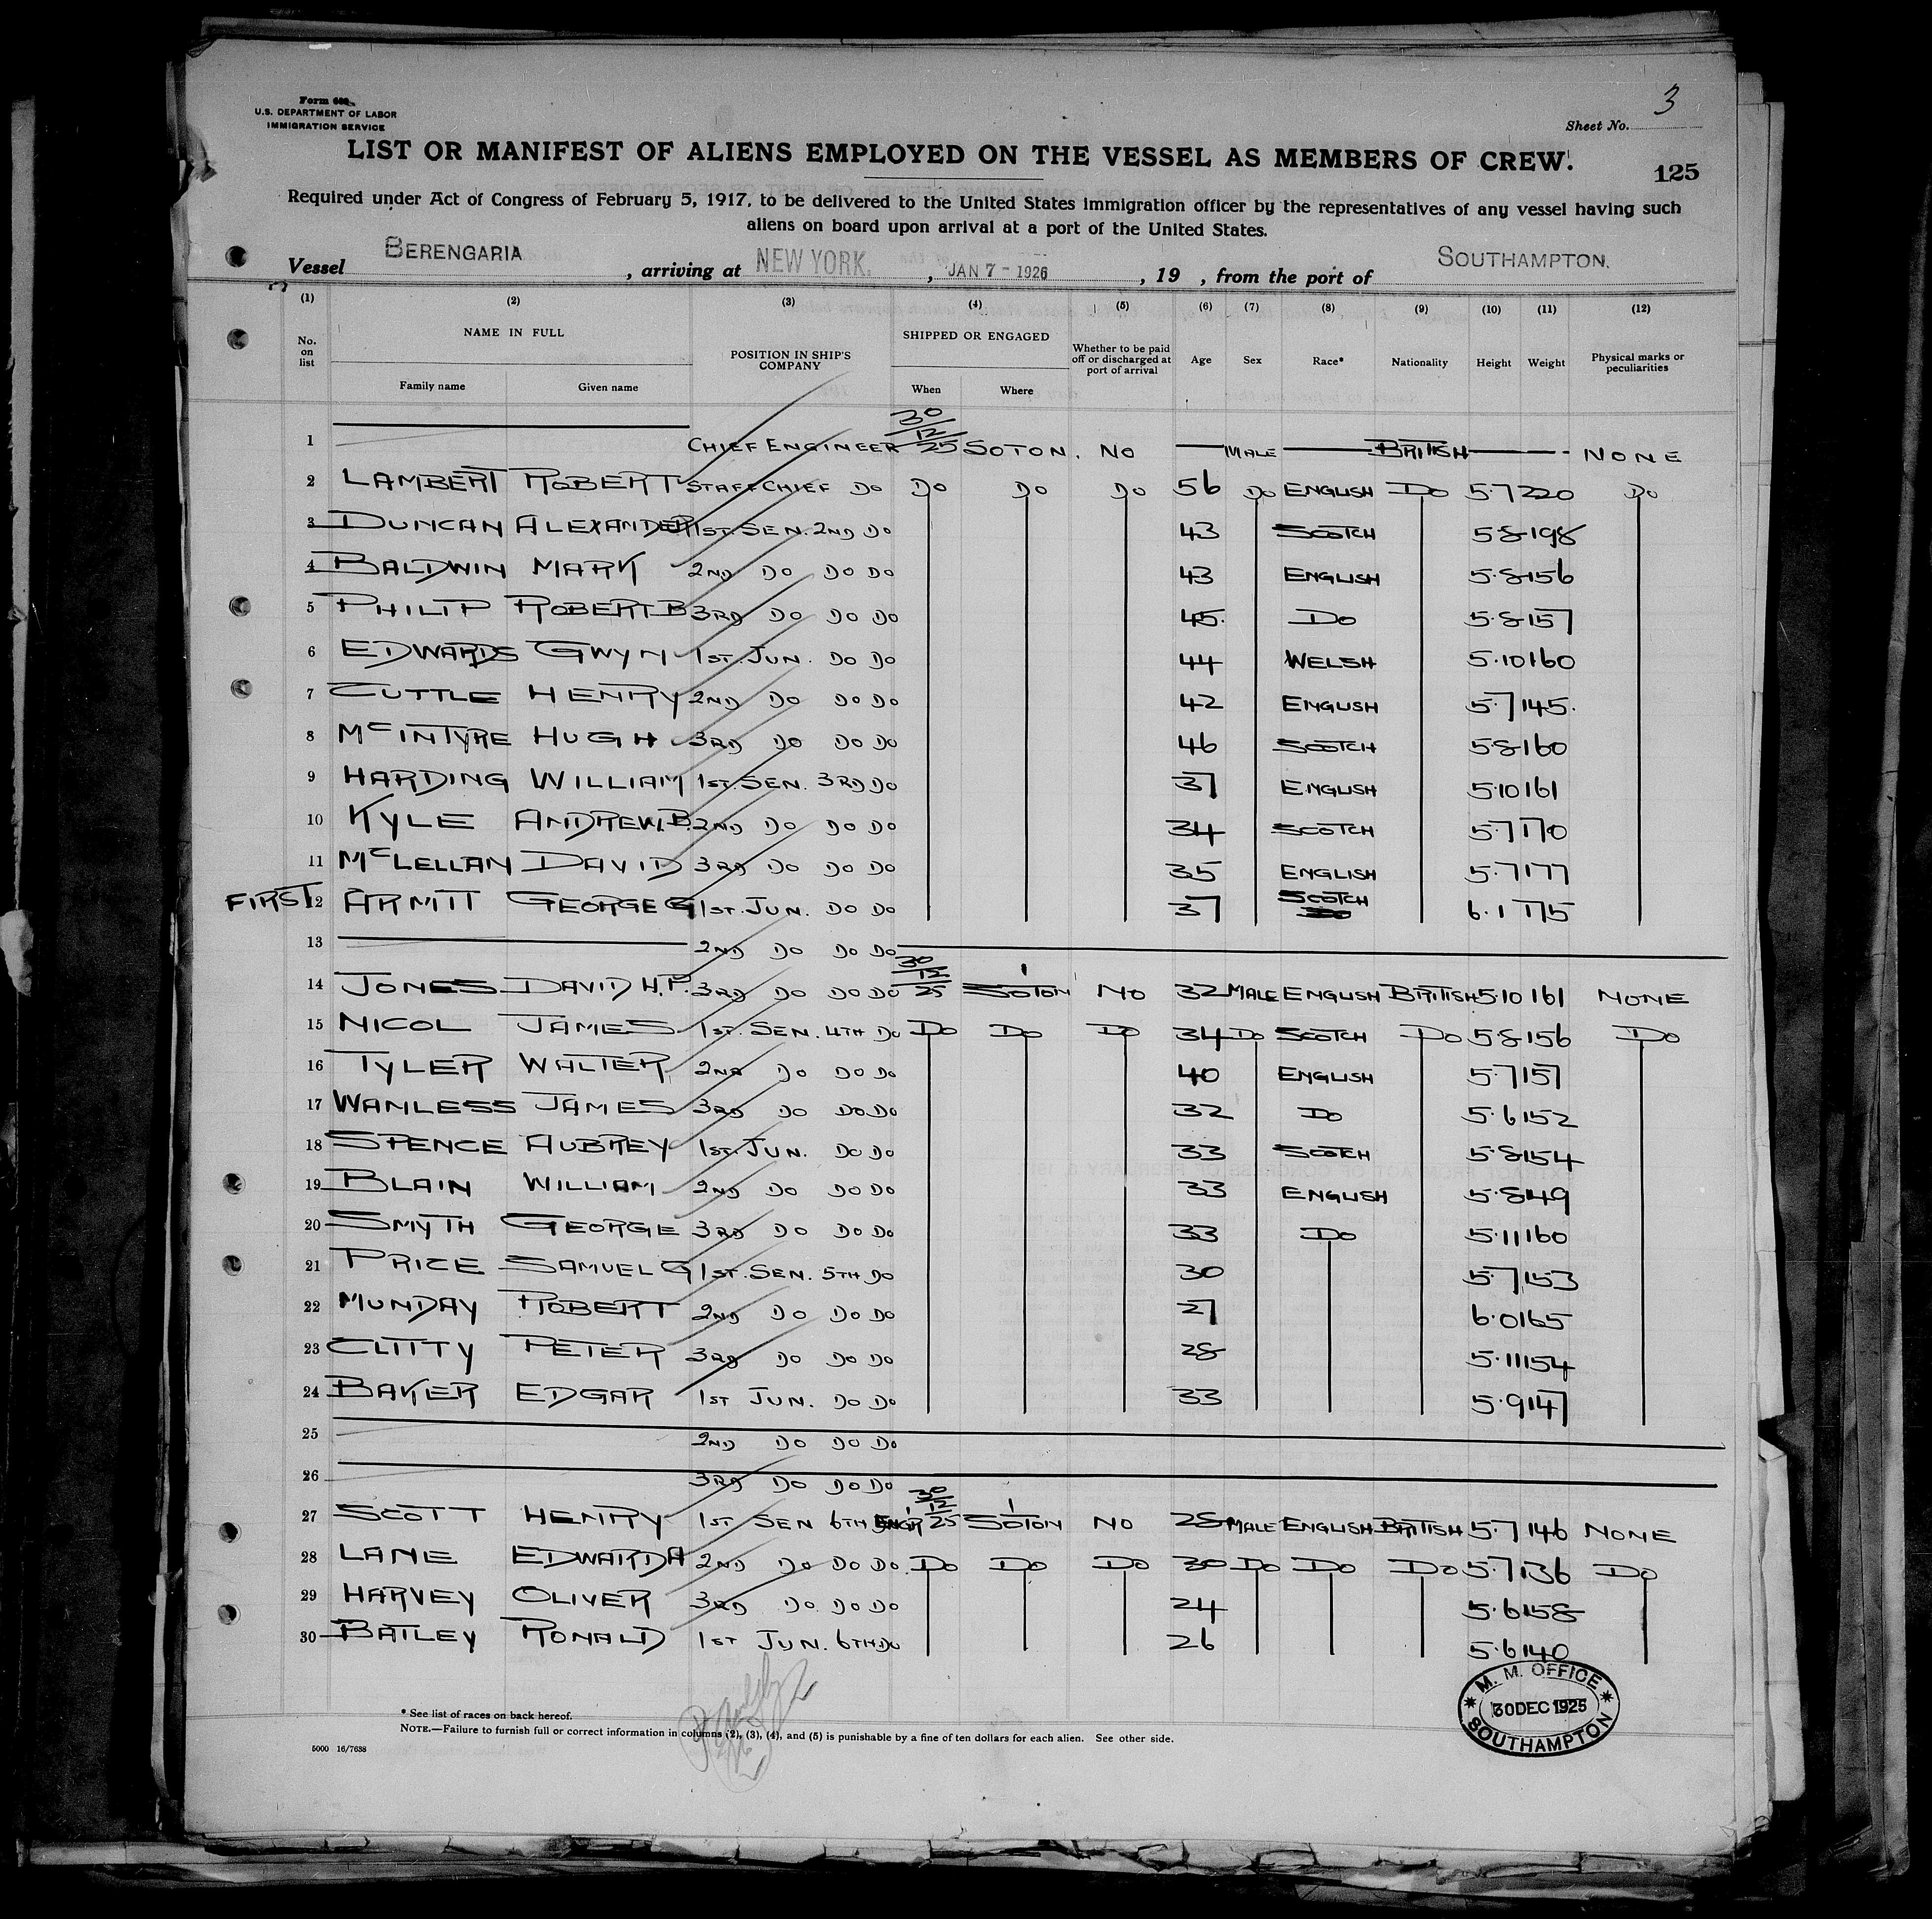 Form 680
U.S. DEPARTMENT OF LABOR
IMMIGRATION SERVICE
3
Sheet No.
LIST OR MANIFEST OF ALIENS EMPLOYED ON THE VESSEL AS MEMBERS OF CREW.
125
Required under Act of Congress of February 5, 1917, to be delivered to the United States immigration officer by the representatives of any vessel having such
aliens on board upon arrival at a port of the United States.
Vessel BERENGARIA , arriving at NEW YORK. , JAN 7 - 1926 , 19 , from the port of SOUTHAMPTON.
(1) (2) (3) (4) (5) (6) (7) (8) (9) (10) (11) (12)
No. on list NAME IN FULL Family name Given name POSITION IN SHIP'S COMPANY SHIPPED OR ENGAGED When Where Whether to be paid off or discharged at port of arrival Age Sex Race* Nationality Height Weight Physical marks or peculiarities
1 CHIEF ENGINEER 30/12/25 SOTON. NO MALE BRITISH NONE
2 LAMBERT ROBERT STAFF CHIEF DO DO DO DO 56 DO ENGLISH DO 5.7 220 DO
3 DUNCAN ALEXANDER 1ST. SEN. 2ND DO 43 SCOTCH 5.8 198
4 BALDWIN MARK 2ND DO DO DO 43 ENGLISH 5.8 156
5 PHILIP ROBERT B 3RD DO DO DO 45. DO 5.8 157
6 EDWARDS GWYN 1ST. JUN. DO DO 44 WELSH 5.10 160
7 CUTTLE HENRY 2ND DO DO DO 42 ENGLISH 5.7 145.
8 MCINTYRE HUGH 3RD DO DO DO 46 SCOTCH 5.8 160
9 HARDING WILLIAM 1ST. SEN. 3RD DO 37 ENGLISH 5.10 161
10 KYLE ANDREW. B. 2ND DO DO DO 34 SCOTCH 5.7 170
11 MCLELLAN DAVID 3RD DO DO DO 35 ENGLISH 5.7 177
FIRST 12 ARMITT GEORGE G 1ST. JUN. DO DO 37 SCOTCH 6.1 175
13 2ND DO DO DO
14 JONES DAVID H.P. 3RD DO DO DO 30/12/25 SOTON NO 32 MALE ENGLISH BRITISH 5.10 161 NONE
15 NICOL JAMES 1ST. SEN. 4TH DO DO DO DO 34 DO SCOTCH DO 5.8 156 DO
16 TYLER WALTER 2ND DO DO DO 40 ENGLISH 5.7 157
17 WANLESS JAMES 3RD DO DO DO 32 DO 5.6 152
18 SPENCE AUBREY 1ST. JUN. DO DO 33 SCOTCH 5.8 154
19 BLAIN WILLIAM 2ND DO DO DO 33 ENGLISH 5.8 149
20 SMYTH GEORGE 3RD DO DO DO 33 DO 5.11 160
21 PRICE SAMUEL G 1ST. SEN. 5TH DO 30 5.7 153
22 MUNDAY ROBERT 2ND DO DO DO 27 6.0 165
23 CLITTY PETER 3RD DO DO DO 28 5.11 154
24 BAKER EDGAR 1ST JUN. DO DO 33 5.9 147
25 2ND DO DO DO
26 3RD DO DO DO
27 SCOTT HENRY 1ST SEN 6TH ENGR 30/12/25 SOTON NO 28 MALE ENGLISH BRITISH 5.7 146 NONE
28 LANE EDWARD A 2ND DO DO DO DO DO DO 30 DO DO DO 5.7 136 DO
29 HARVEY OLIVER 3RD DO DO DO 24 5.6 158
30 BAILEY RONALD 1ST JUN. 6TH DO 26 5.6 140
M. M. OFFICE
30 DEC 1925
SOUTHAMPTON
* See list of races on back hereof.
NOTE.—Failure to furnish full or correct information in columns (2), (3), (4), and (5) is punishable by a fine of ten dollars for each alien. See other side.
5000 16/7638